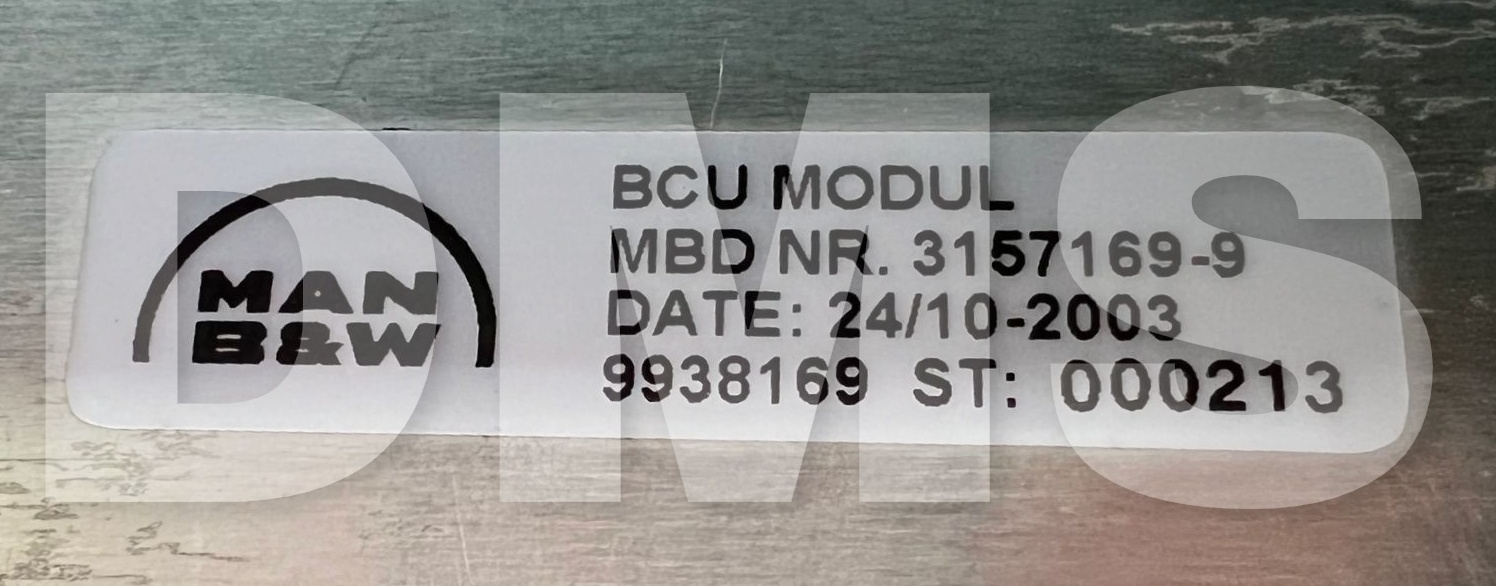 DMS
MAN
B&W
BCU MODUL
MBD NR. 3157169-9
DATE: 24/10-2003
9938169 ST: 000213